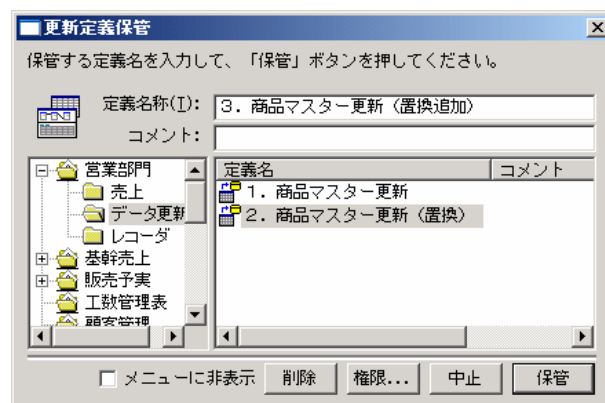 更新定義保管
保管する定義名を入力して、「保管」ボタンを押してください。
定義名称(I): 3．商品マスター更新（置換追加）
コメント:
営業部門
売上
データ更新
レコーダ
基幹売上
販売予実
工数管理表
顧客管理
定義名 コメント
1．商品マスター更新
2．商品マスター更新（置換）
メニューに非表示 削除 権限... 中止 保管